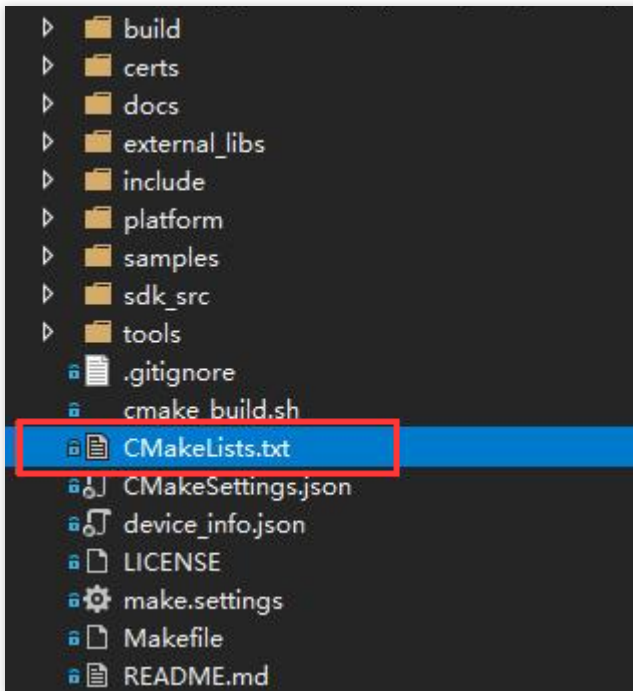 build
certs
docs
external_libs
include
platform
samples
sdk_src
tools
.gitignore
cmake_build.sh
CMakeLists.txt
CMakeSettings.json
device_info.json
LICENSE
make.settings
Makefile
README.md